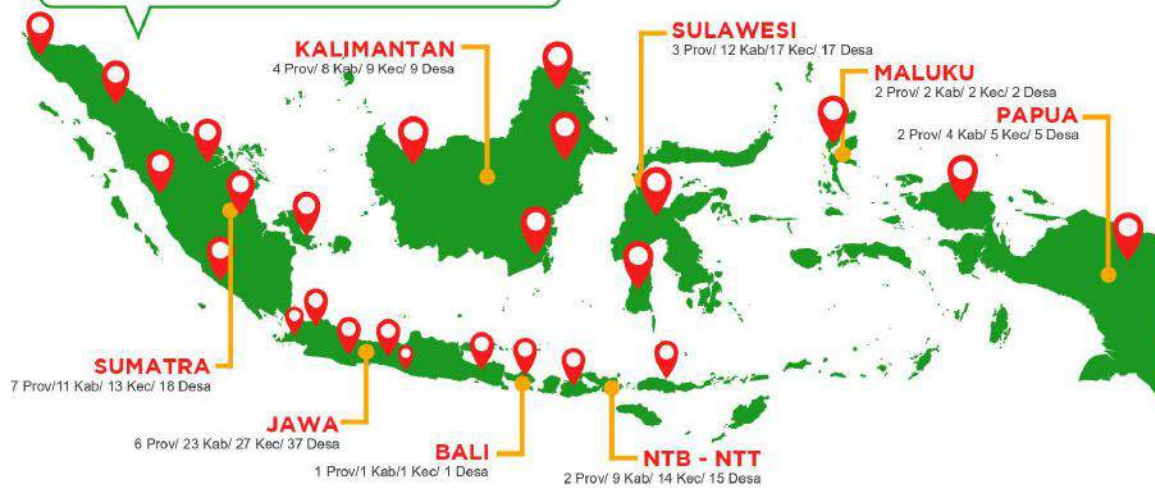 SULAWESI
3 Prov/ 12 Kab/17 Kec/ 17 Desa
KALIMANTAN
4 Prov/ 8 Kab/ 9 Kec/ 9 Desa
MALUKU
2 Prov/ 2 Kab/ 2 Kec/ 2 Desa
PAPUA
2 Prov/ 4 Kab/ 5 Kec/ 5 Desa
SUMATRA
7 Prov/11 Kab/ 13 Kec/ 18 Desa
JAWA
6 Prov/ 23 Kab/ 27 Kec/ 37 Desa
BALI
1 Prov/1 Kab/1 Kec/ 1 Desa
NTB - NTT
2 Prov/ 9 Kab/ 14 Kec/ 15 Desa